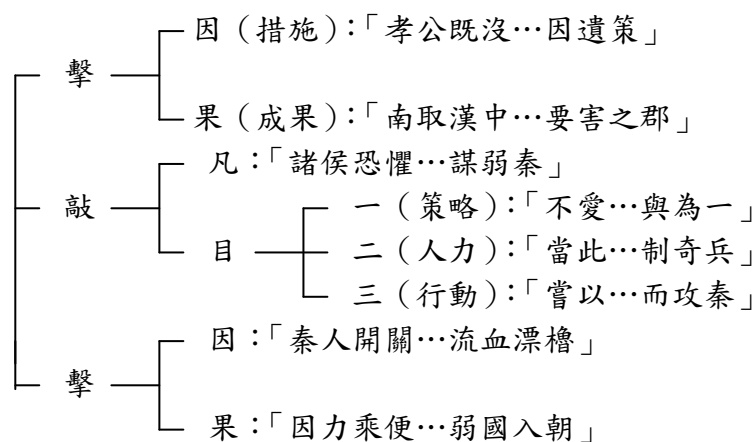 因（措施）：「孝公既沒…因遺策」
擊
果（成果）：「南取漢中…要害之郡」
凡：「諸侯恐懼…謀弱秦」
一（策略）：「不愛…與為一」
敲
目
二（人力）：「當此…制奇兵」
三（行動）：「嘗以…而攻秦」
因：「秦人開關…流血漂櫓」
擊
果：「因力乘便…弱國入朝」